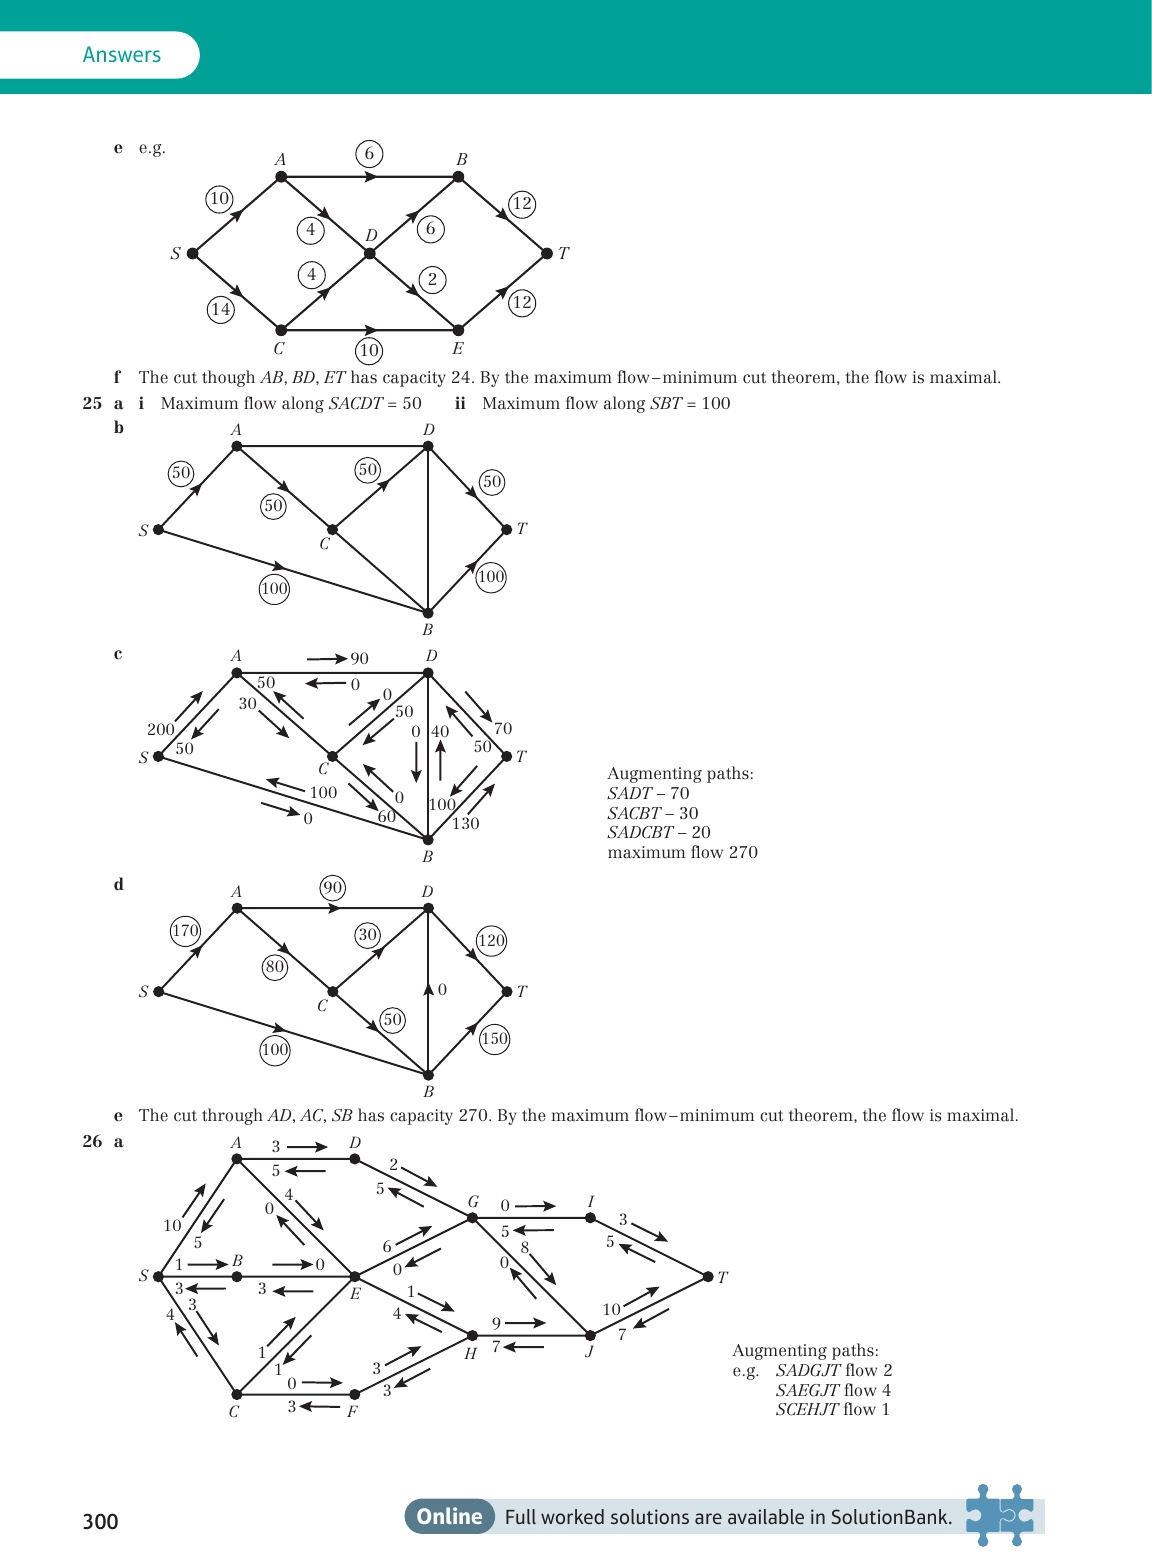 Answers
e e.g.
A 6 B
10 12
4 D 6
S T
4 2
14 12
C 10 E
f The cut though AB, BD, ET has capacity 24. By the maximum flow–minimum cut theorem, the flow is maximal.
25 a i Maximum flow along SACDT = 50 ii Maximum flow along SBT = 100
b
A D
50 50 50
50
S C T
100 100
B
c
A D
90
50 0
30 0
50
200 0 40 70
50 50
S C T
100 0 100
0 60 130
B
Augmenting paths:
SADT – 70
SACBT – 30
SADCBT – 20
maximum flow 270
d
90
A D
170 30 120
80
S C 0 T
50
100 150
B
e The cut through AD, AC, SB has capacity 270. By the maximum flow–minimum cut theorem, the flow is maximal.
26 a
A 3 D
5 2
4 5
0 G 0 I
10 5 3
5 6 8 5
1 B 0 0 0
S T
3 3 E 1
3 4 10
4 9 7
1 H 7 J
1 3
0 3
C 3 F
Augmenting paths:
e.g. SADGJT flow 2
SAEGJT flow 4
SCEHJT flow 1
300
Online Full worked solutions are available in SolutionBank.